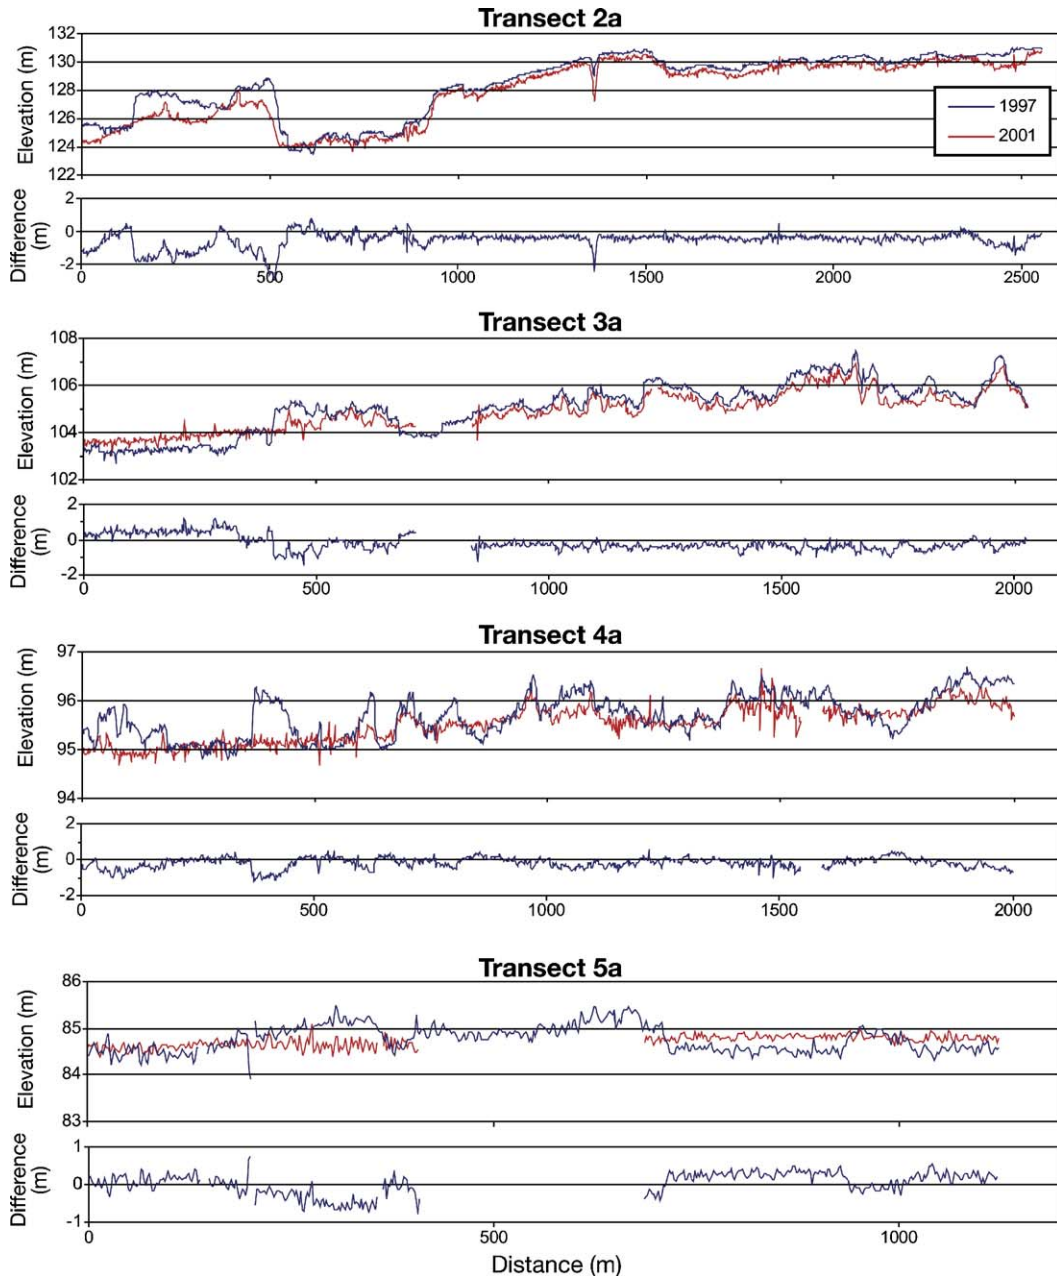 Transect 2a
132
130
128
126
124
122
Elevation (m)
1997
2001
2
0
-2
Difference
(m)
0 500 1000 1500 2000 2500
Transect 3a
108
106
104
102
Elevation (m)
2
0
-2
Difference
(m)
0 500 1000 1500 2000
Transect 4a
97
96
95
94
Elevation (m)
2
0
-2
Difference
(m)
0 500 1000 1500 2000
Transect 5a
86
85
84
83
Elevation (m)
1
0
-1
Difference
(m)
0 500 1000
Distance (m)